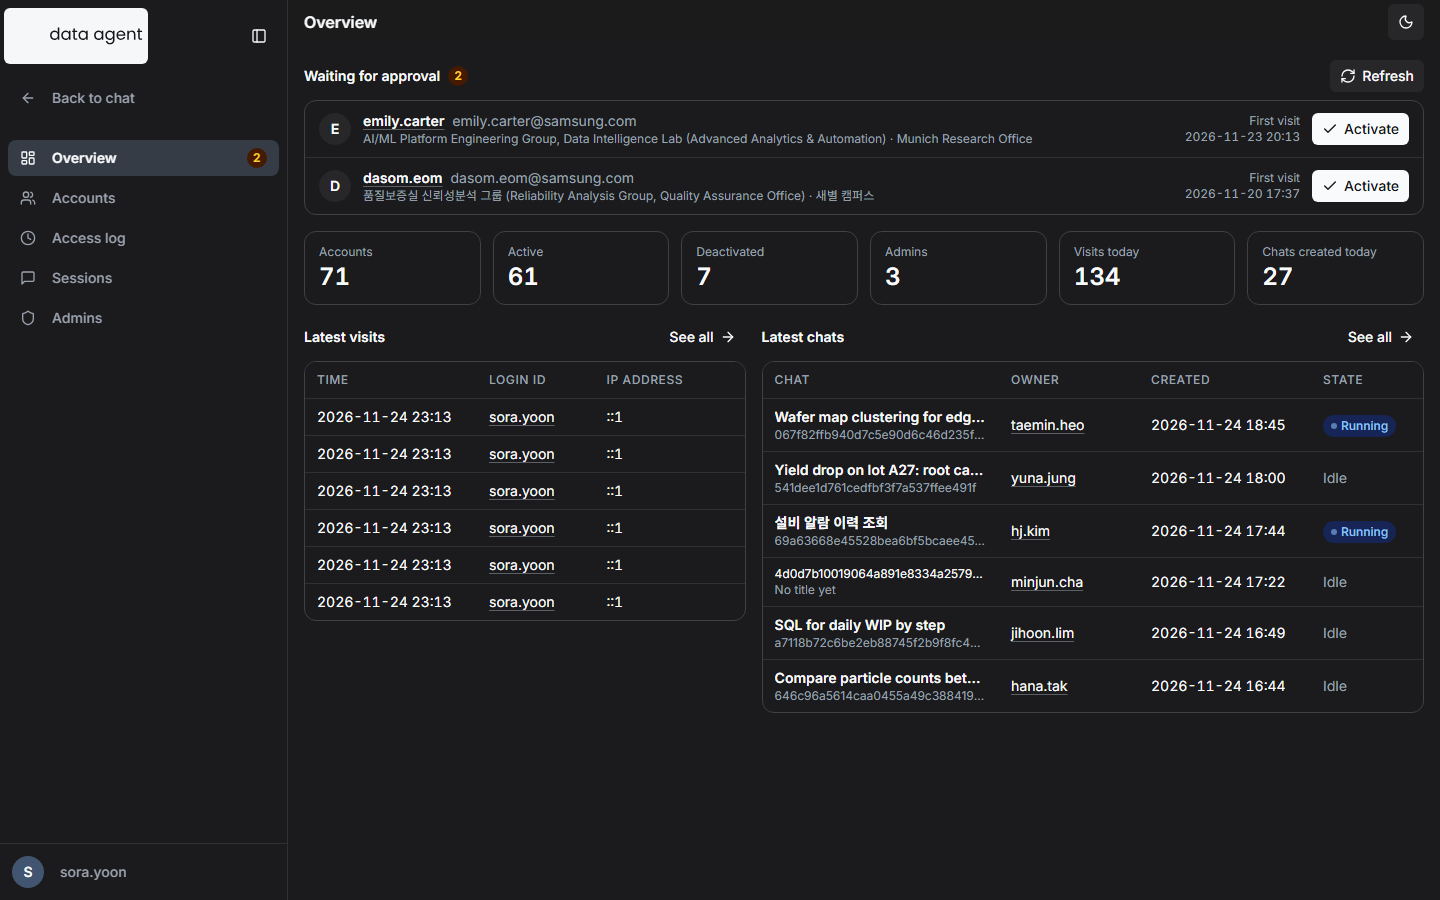 data agent
Back to chat
Overview 2
Accounts
Access log
Sessions
Admins
sora.yoon
S
Overview
Waiting for approval 2
Refresh
E
emily.carter emily.carter@samsung.com
AI/ML Platform Engineering Group, Data Intelligence Lab (Advanced Analytics & Automation) · Munich Research Office
First visit
2026-11-23 20:13
Activate
D
dasom.eom dasom.eom@samsung.com
품질보증실 신뢰성분석 그룹 (Reliability Analysis Group, Quality Assurance Office) · 새별 캠퍼스
First visit
2026-11-20 17:37
Activate
Accounts
71
Active
61
Deactivated
7
Admins
3
Visits today
134
Chats created today
27
Latest visits
See all
TIME LOGIN ID IP ADDRESS
2026-11-24 23:13 sora.yoon ::1
2026-11-24 23:13 sora.yoon ::1
2026-11-24 23:13 sora.yoon ::1
2026-11-24 23:13 sora.yoon ::1
2026-11-24 23:13 sora.yoon ::1
2026-11-24 23:13 sora.yoon ::1
Latest chats
See all
CHAT OWNER CREATED STATE
Wafer map clustering for edg...
067f82ffb940d7c5e90d6c46d235f...
taemin.heo 2026-11-24 18:45 Running
Yield drop on lot A27: root ca...
541dee1d761cedfbf3f7a537ffee491f
yuna.jung 2026-11-24 18:00 Idle
설비 알람 이력 조회
69a63668e45528bea6bf5bcaee45...
hj.kim 2026-11-24 17:44 Running
4d0d7b10019064a891e8334a2579...
No title yet
minjun.cha 2026-11-24 17:22 Idle
SQL for daily WIP by step
a7118b72c6be2eb88745f2b9f8fc4...
jihoon.lim 2026-11-24 16:49 Idle
Compare particle counts bet...
646c96a5614caa0455a49c388419...
hana.tak 2026-11-24 16:44 Idle